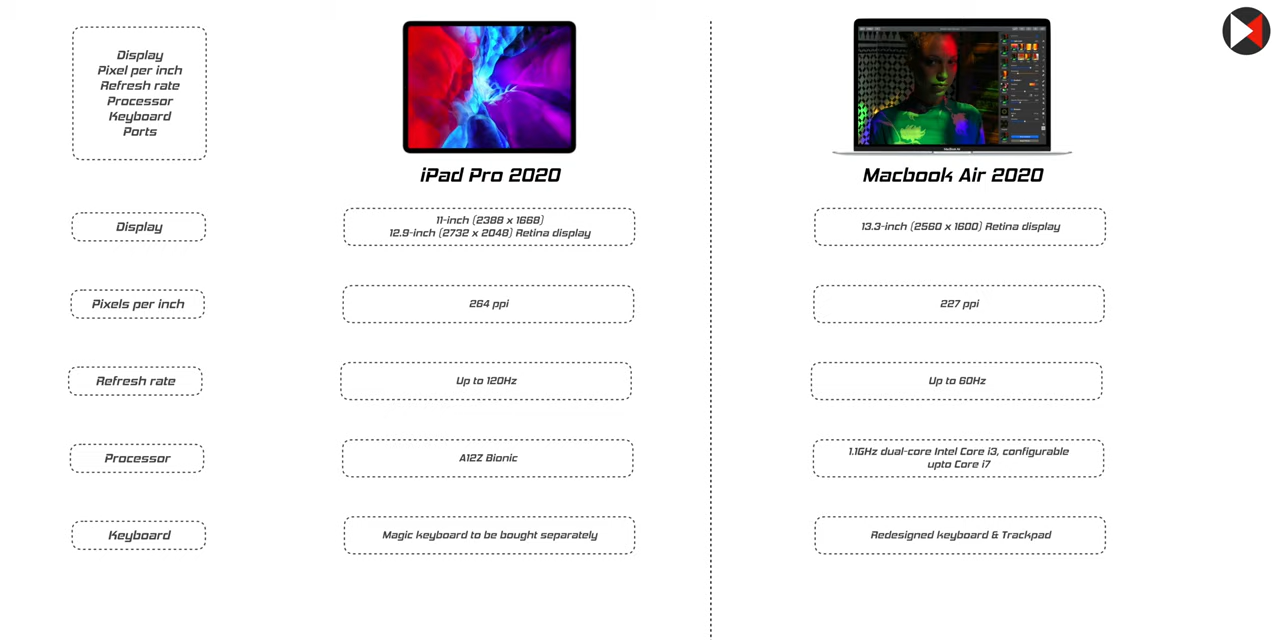 Display
Pixel per inch
Refresh rate
Processor
Keyboard
Ports
iPad Pro 2020
Macbook Air 2020
Display
11-inch (2388 x 1668)
12.9-inch (2732 x 2048) Retina display
13.3-inch (2560 x 1600) Retina display
Pixels per inch
264 ppi
227 ppi
Refresh rate
Up to 120Hz
Up to 60Hz
Processor
A12Z Bionic
1.1GHz dual-core Intel Core i3, configurable
upto Core i7
Keyboard
Magic keyboard to be bought separately
Redesigned keyboard & Trackpad